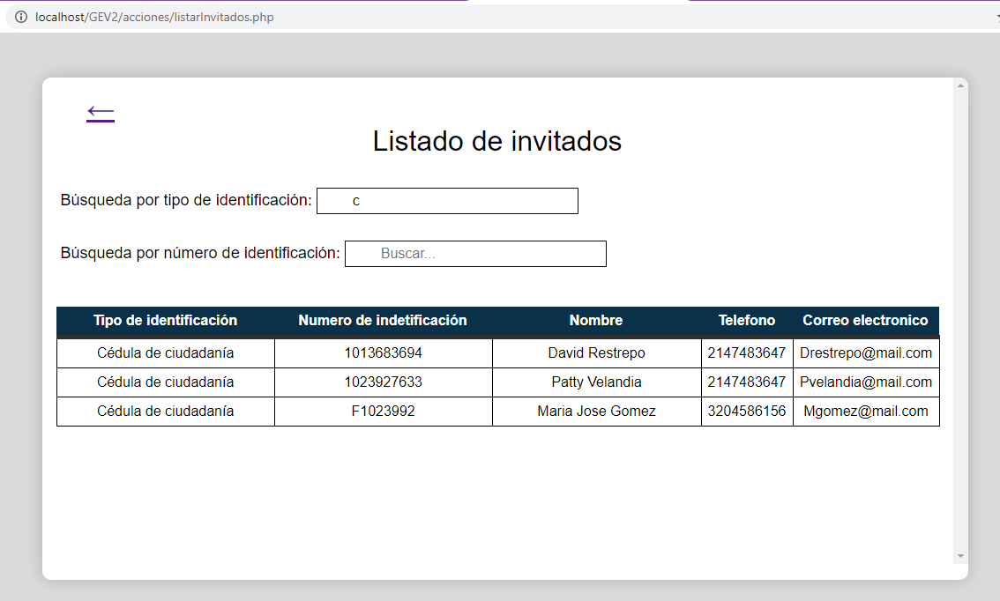 localhost/GEV2/acciones/listarInvitados.php
←
Listado de invitados
Búsqueda por tipo de identificación: c
Búsqueda por número de identificación: Buscar...
Tipo de identificación Numero de indetificación Nombre Telefono Correo electronico
Cédula de ciudadanía 1013683694 David Restrepo 2147483647 Drestrepo@mail.com
Cédula de ciudadanía 1023927633 Patty Velandia 2147483647 Pvelandia@mail.com
Cédula de ciudadanía F1023992 Maria Jose Gomez 3204586156 Mgomez@mail.com